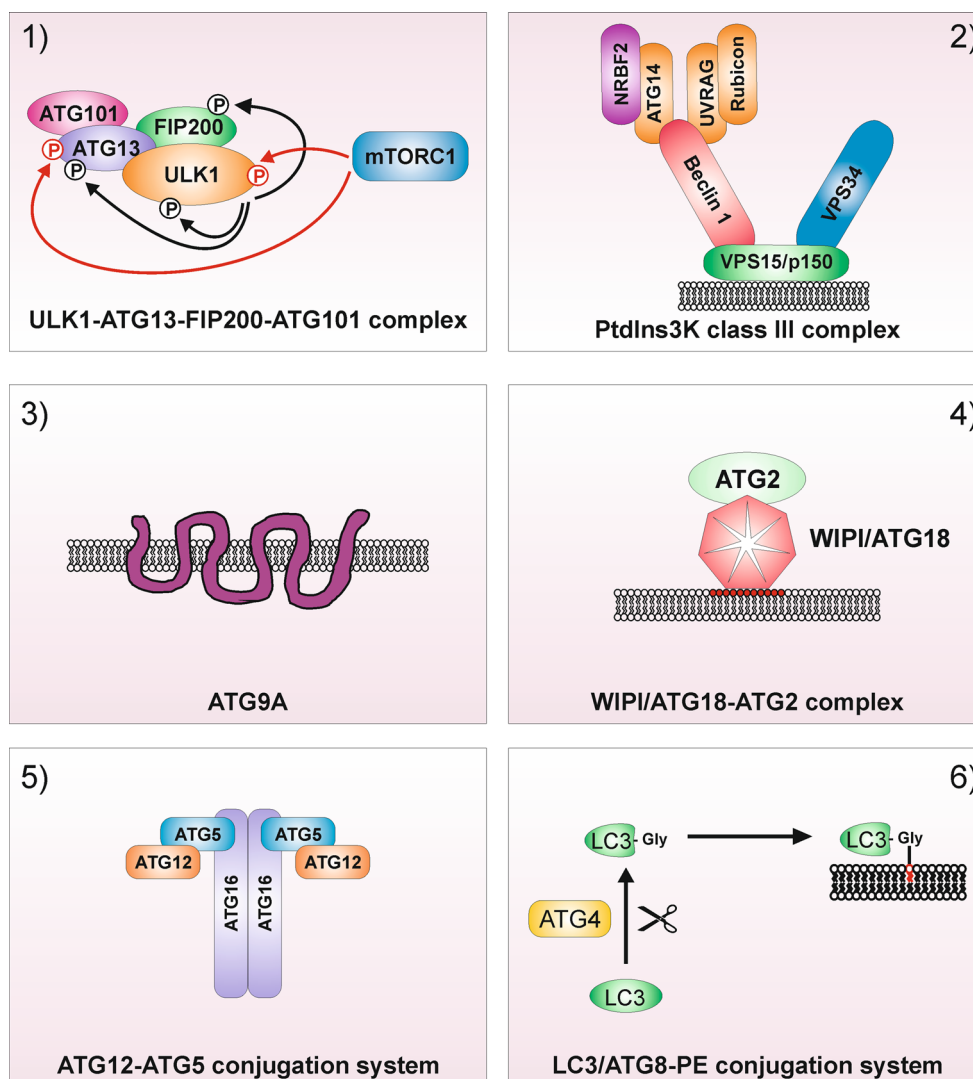 1)
ATG101
FIP200
P
P
ATG13
P
ULK1
P
P
mTORC1
ULK1-ATG13-FIP200-ATG101 complex
2)
NRBF2
ATG14
UVRAG
Rubicon
Beclin 1
VPS34
VPS15/p150
PtdIns3K class III complex
3)
ATG9A
4)
ATG2
WIPI/ATG18
WIPI/ATG18-ATG2 complex
5)
ATG5
ATG5
ATG12
ATG12
ATG16
ATG16
ATG12-ATG5 conjugation system
6)
LC3-Gly
LC3-Gly
ATG4
LC3
LC3/ATG8-PE conjugation system